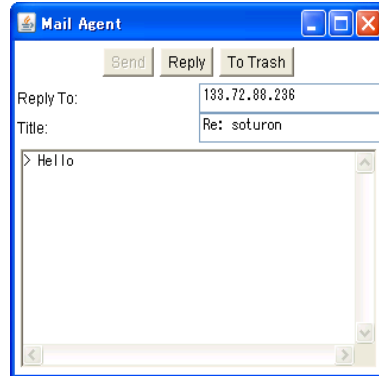 Mail Agent
Send Reply To Trash
Reply To: 133.72.88.236
Title: Re: soturon
> Hello